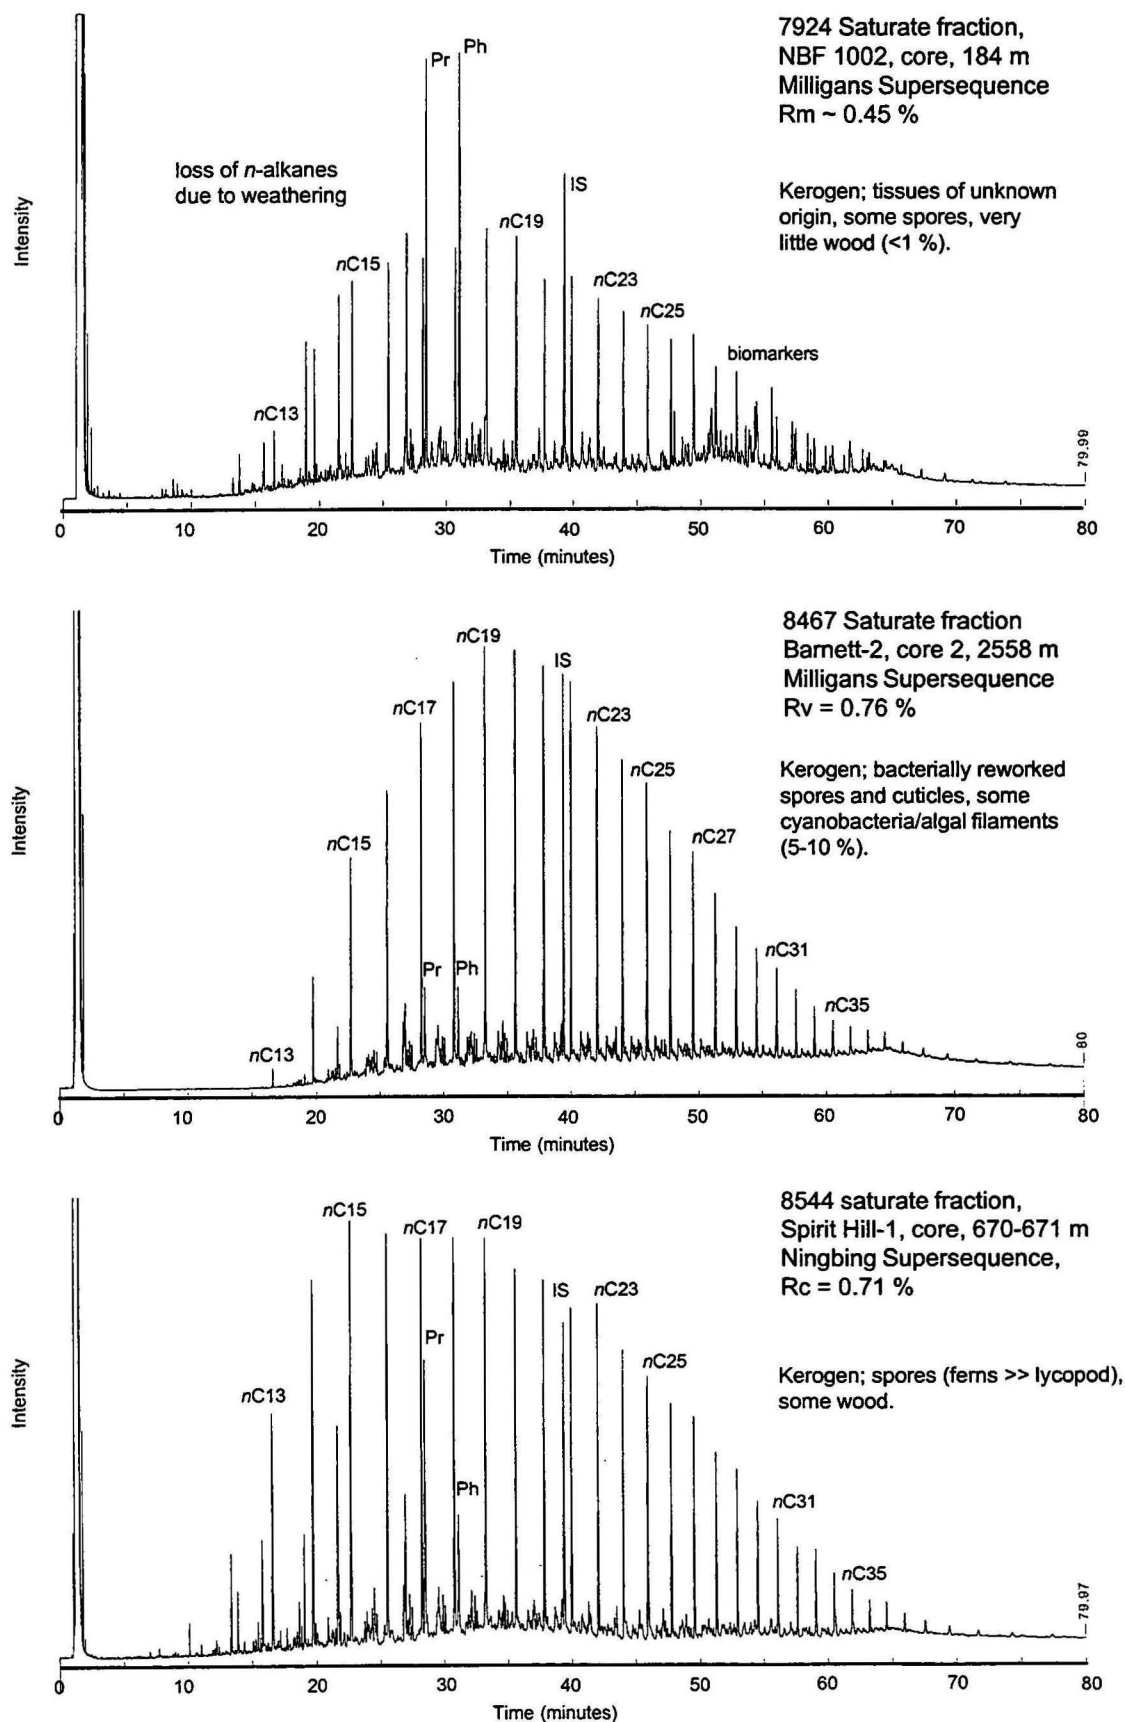 7924 Saturate fraction,
NBF 1002, core, 184 m
Milligans Supersequence
Rm ~ 0.45 %
Kerogen; tissues of unknown
origin, some spores, very
little wood (<1 %).
loss of n-alkanes
due to weathering
Pr
Ph
IS
nC19
nC15
nC23
nC25
biomarkers
nC13
Intensity
79.99
0 10 20 30 40 50 60 70 80
Time (minutes)
8467 Saturate fraction
Barnett-2, core 2, 2558 m
Milligans Supersequence
Rv = 0.76 %
Kerogen; bacterially reworked
spores and cuticles, some
cyanobacteria/algal filaments
(5-10 %).
nC19
IS
nC17
nC23
nC25
nC27
nC15
Pr
Ph
nC31
nC35
nC13
Intensity
80
0 10 20 30 40 50 60 70 80
Time (minutes)
8544 saturate fraction,
Spirit Hill-1, core, 670-671 m
Ningbing Supersequence,
Rc = 0.71 %
Kerogen; spores (ferns >> lycopod),
some wood.
nC15
nC17
nC19
IS
nC23
Pr
nC25
nC13
Ph
nC31
nC35
Intensity
79.97
0 10 20 30 40 50 60 70 80
Time (minutes)